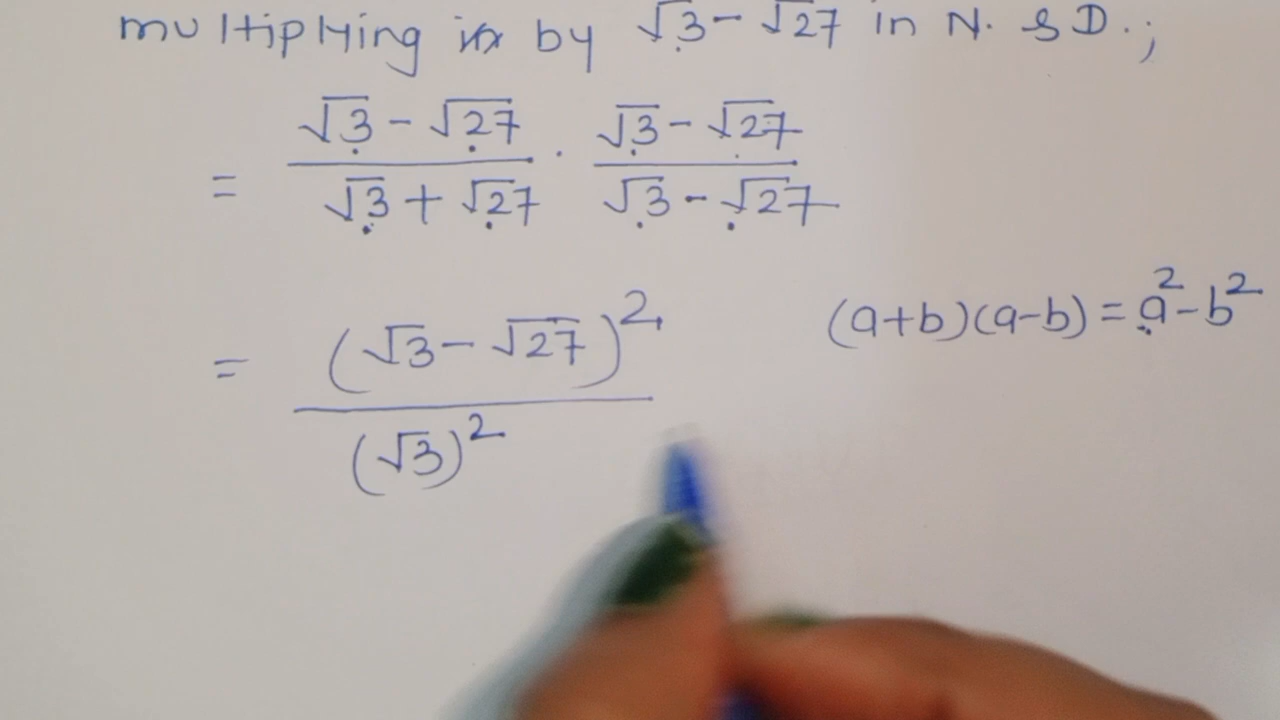 multiplying in by √3 - √27 in N. & D.;
= (√3 - √27)/(√3 + √27) · (√3 - √27)/(√3 - √27)
= (√3 - √27)²/(√3)²
(a+b)(a-b) = a² - b²